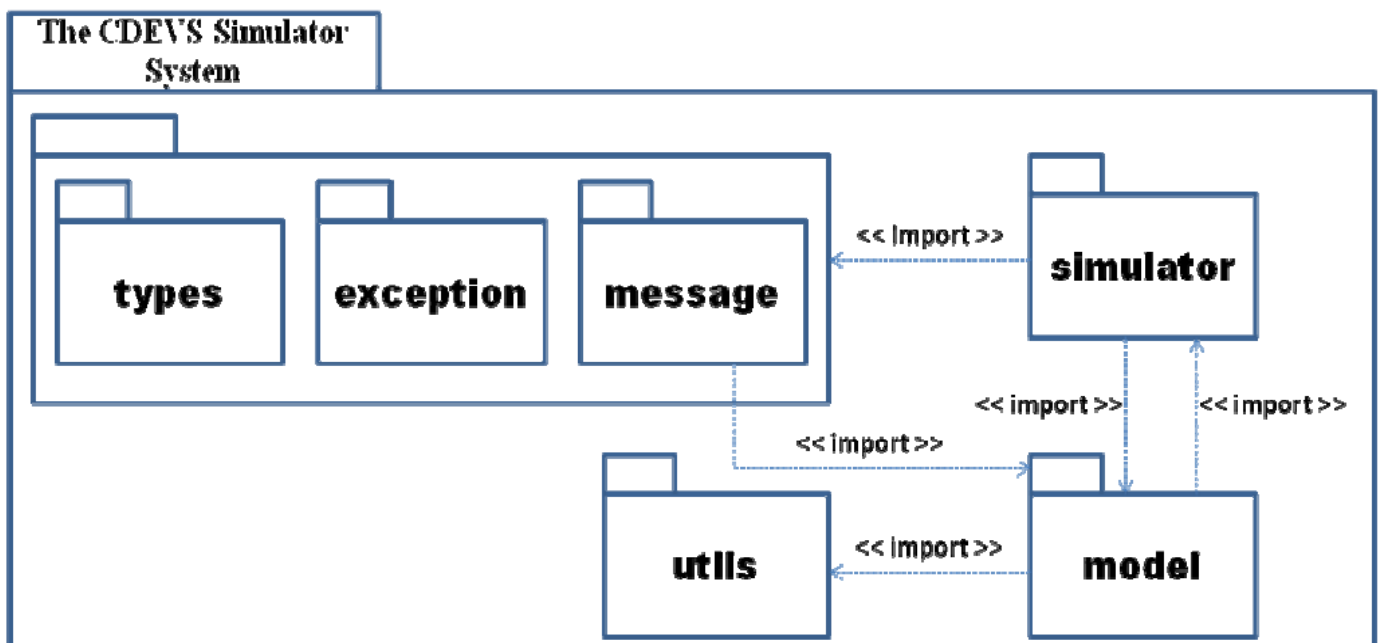 The CDEVS Simulator
System
types
exception
message
<< Import >>
simulator
<< import >>
<< import >>
<< import >>
utils
<< import >>
model